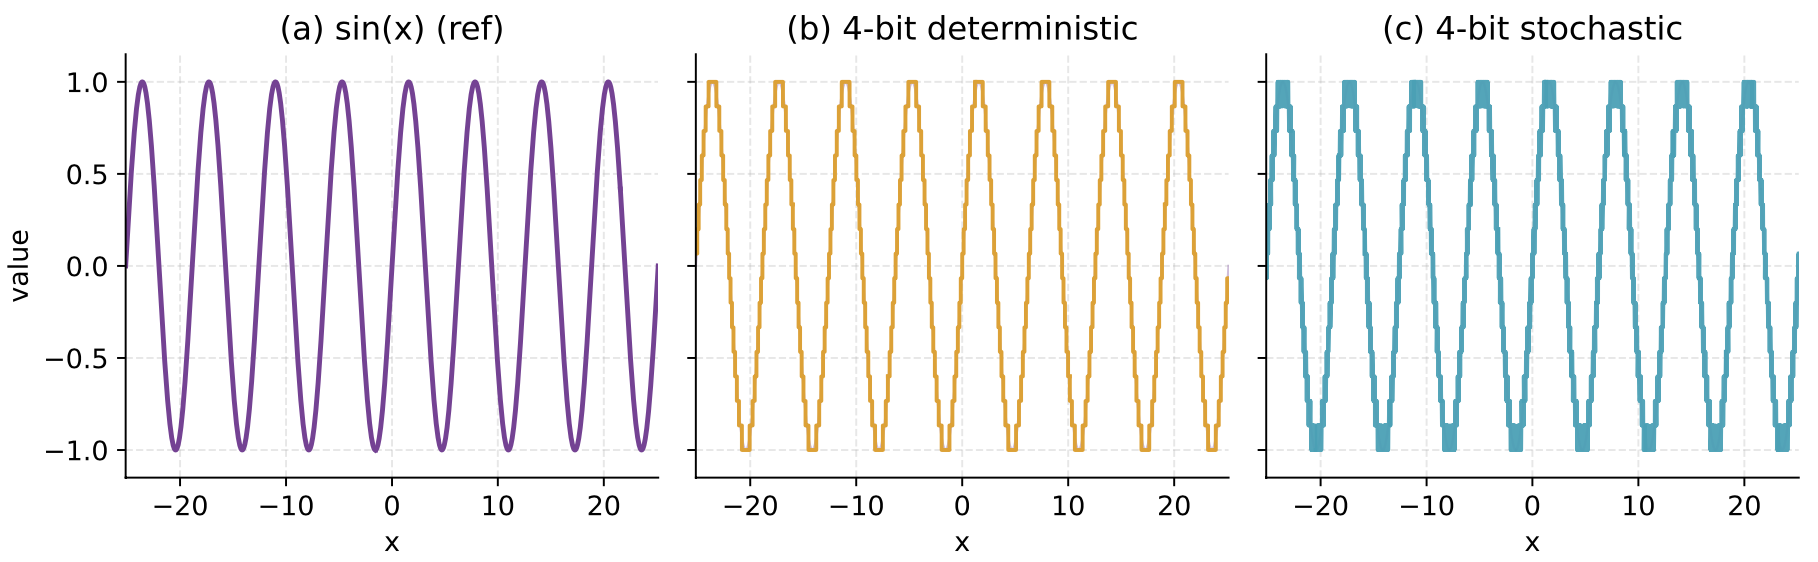 (a) sin(x) (ref)
(b) 4-bit deterministic
(c) 4-bit stochastic
1.0
0.5
0.0
−0.5
−1.0
value
−20 −10 0 10 20
−20 −10 0 10 20
−20 −10 0 10 20
x
x
x